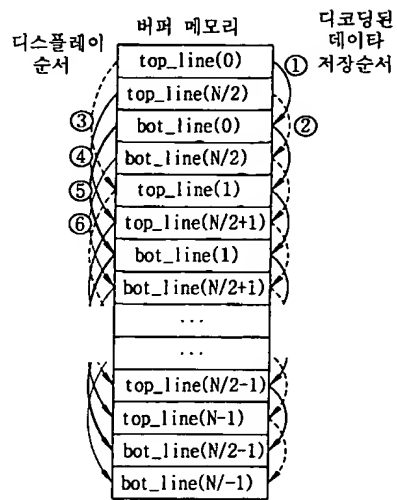 버퍼 메모리
디스플레이
순서
디코딩된
데이타
저장순서
top_line(0)
①
top_line(N/2)
③
bot_line(0)
②
④
bot_line(N/2)
⑤
top_line(1)
⑥
top_line(N/2+1)
bot_line(1)
bot_line(N/2+1)
...
...
top_line(N/2-1)
top_line(N-1)
bot_line(N/2-1)
bot_line(N/-1)